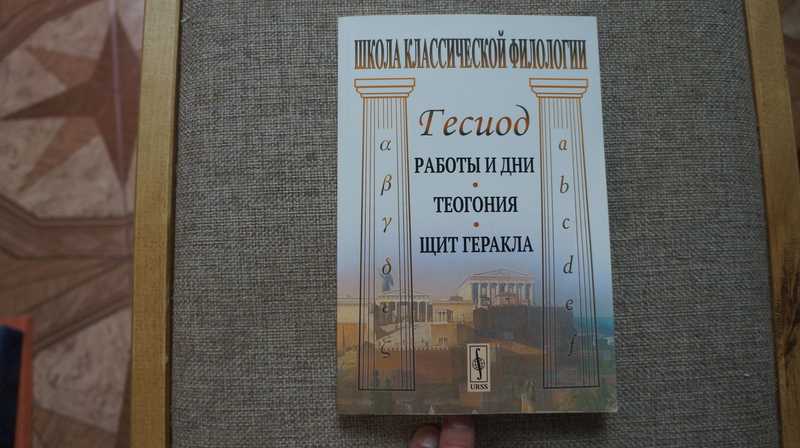 ШКОЛА КЛАССИЧЕСКОЙ ФИЛОЛОГИИ
Гесиод
РАБОТЫ И ДНИ
•
ТЕОГОНИЯ
•
ЩИТ ГЕРАКЛА
α
β
γ
δ
ε
ζ
a
b
c
d
e
f
URSS